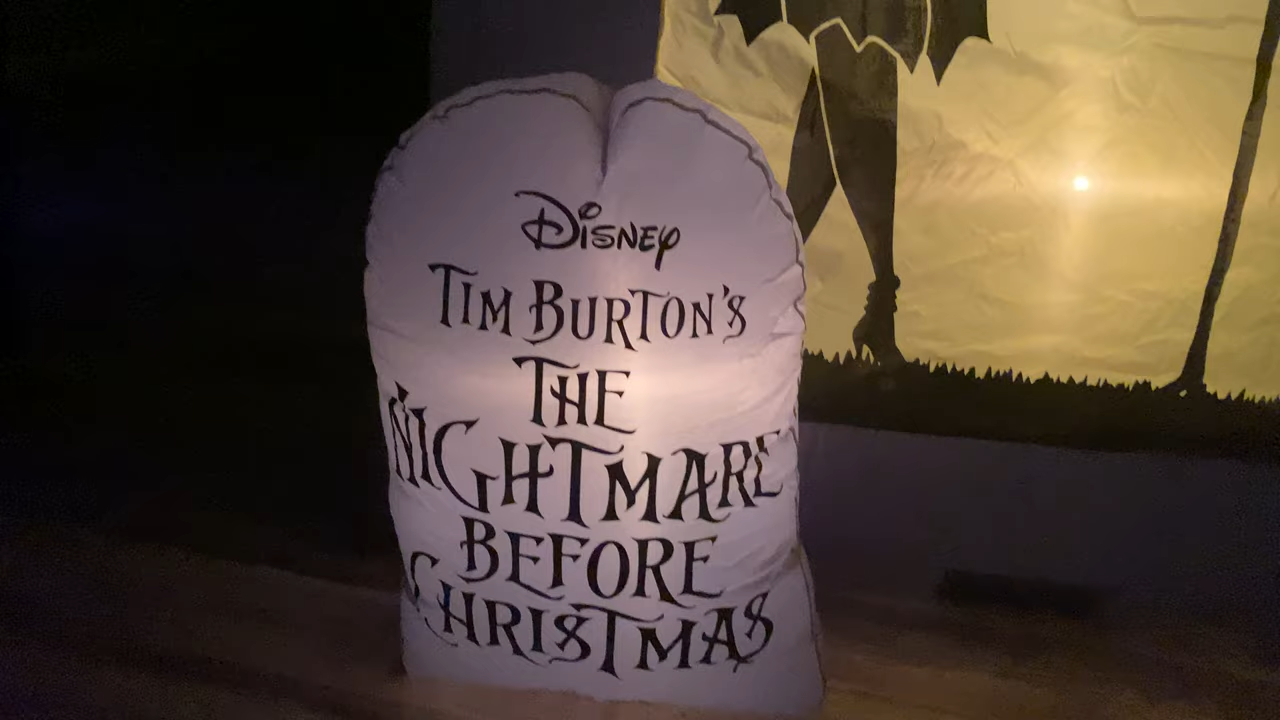 Disney
TIM BURTON'S
THE
NIGHTMARE
BEFORE
CHRISTMAS